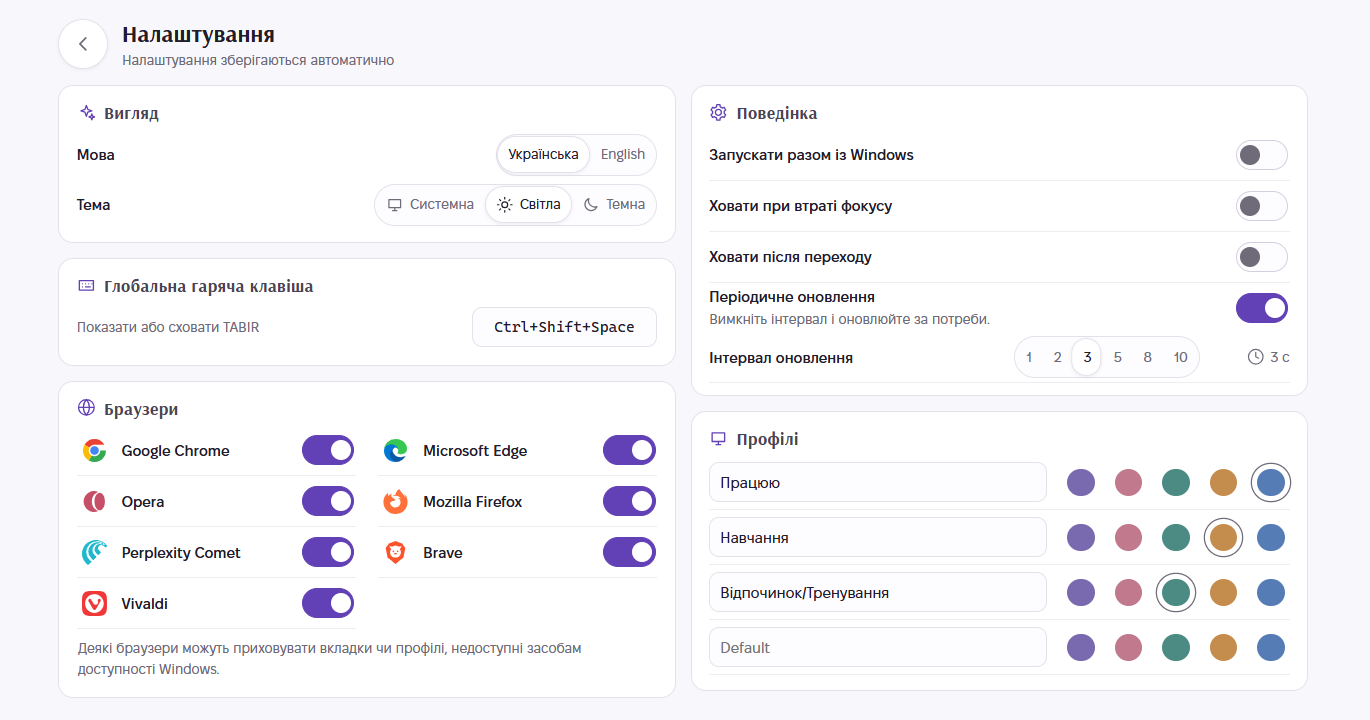 Налаштування
Налаштування зберігаються автоматично
Вигляд
Мова
Українська English
Тема
Системна Світла Темна
Глобальна гаряча клавіша
Показати або сховати TABIR
Ctrl+Shift+Space
Браузери
Google Chrome
Microsoft Edge
Opera
Mozilla Firefox
Perplexity Comet
Brave
Vivaldi
Деякі браузери можуть приховувати вкладки чи профілі, недоступні засобам
доступності Windows.
Поведінка
Запускати разом із Windows
Ховати при втраті фокусу
Ховати після переходу
Періодичне оновлення
Вимкніть інтервал і оновлюйте за потреби.
Інтервал оновлення
1 2 3 5 8 10
3 с
Профілі
Працюю
Навчання
Відпочинок/Тренування
Default